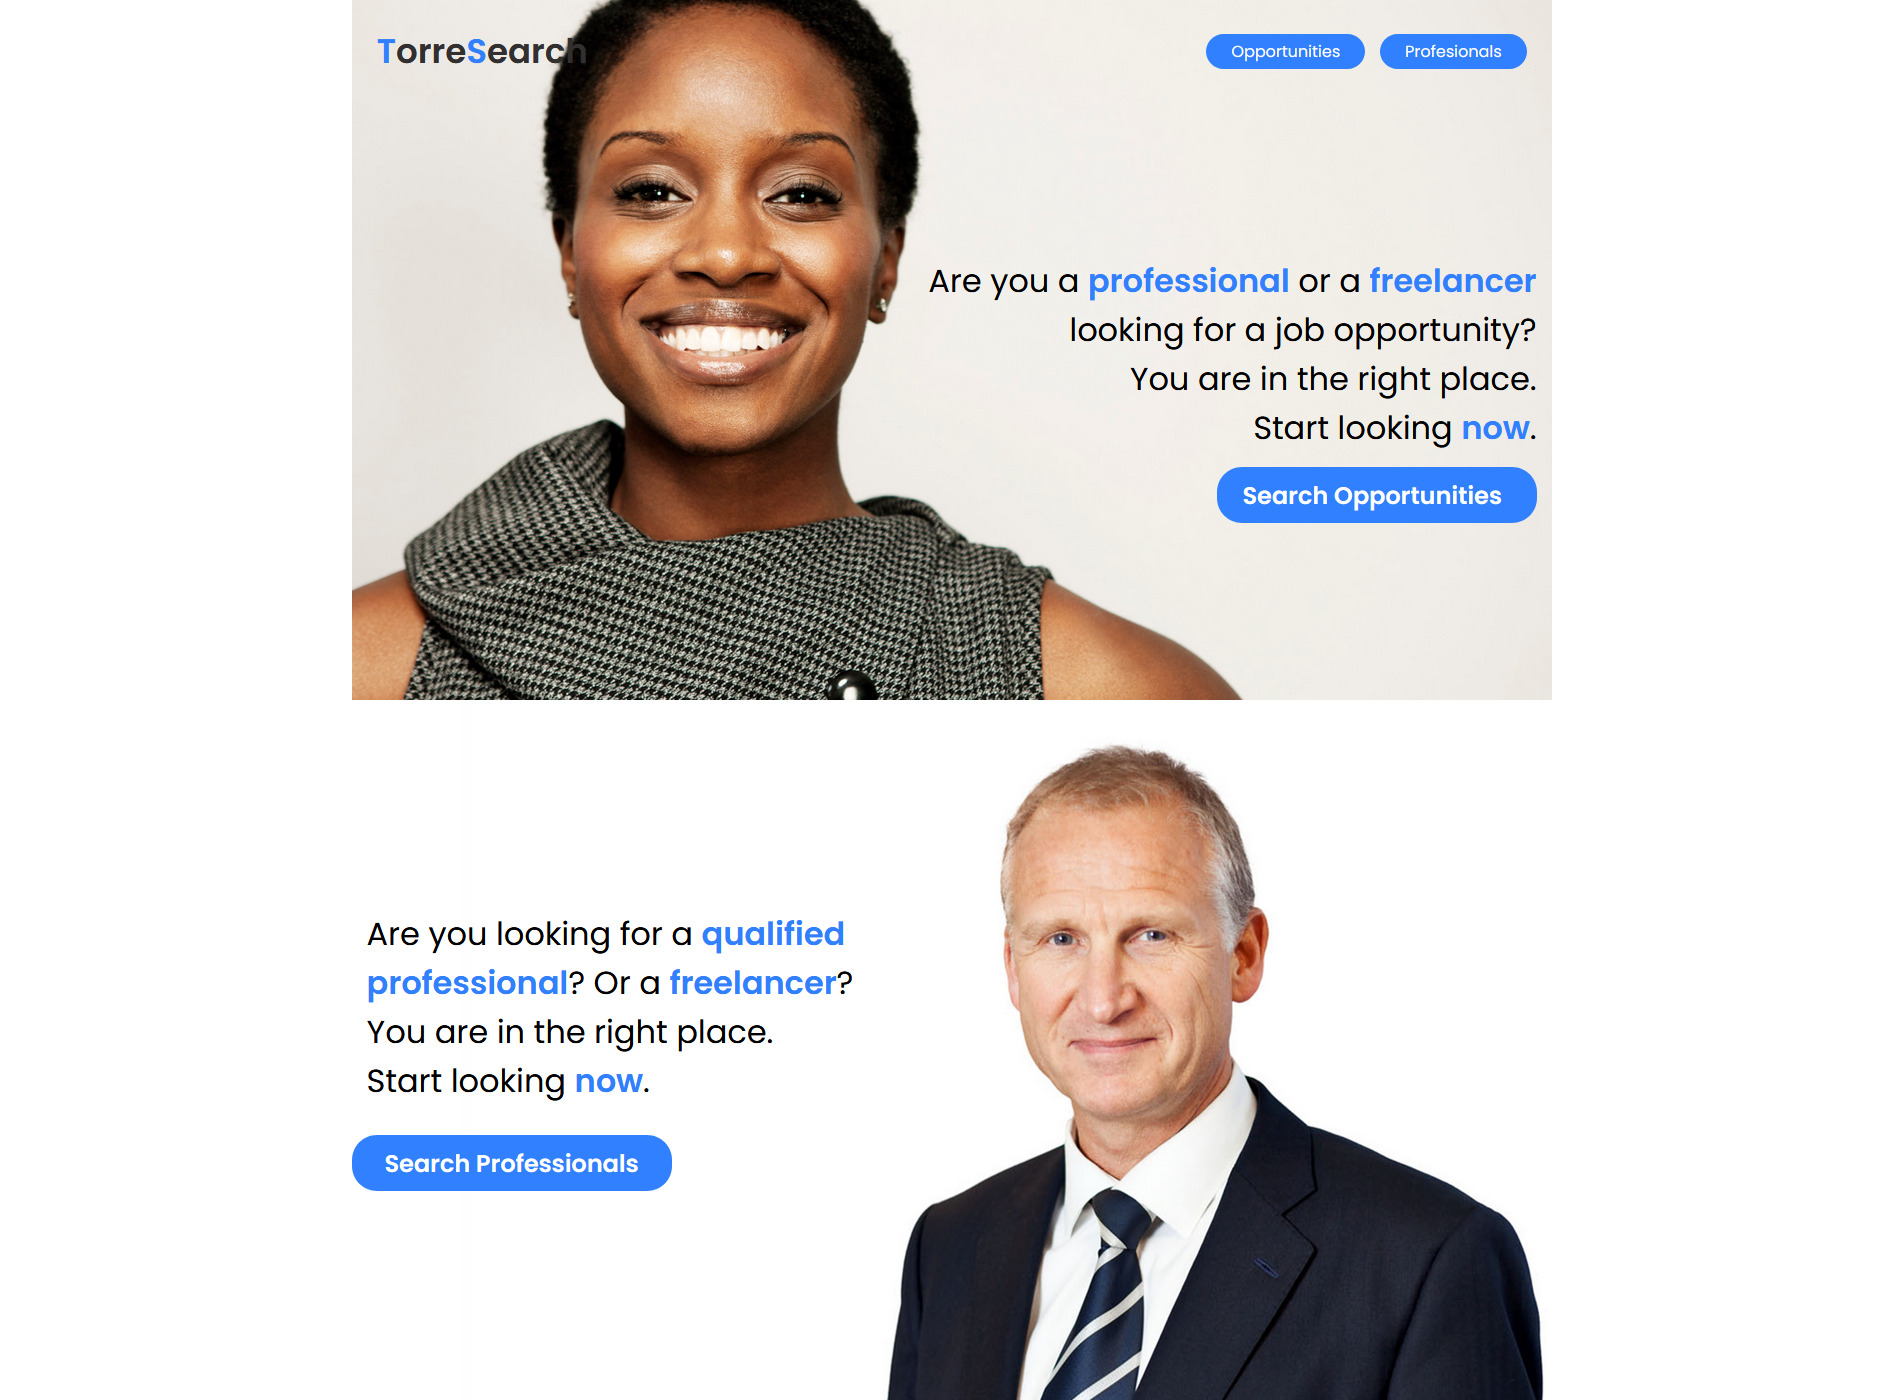 TorreSearch
Opportunities
Profesionals
Are you a professional or a freelancer
looking for a job opportunity?
You are in the right place.
Start looking now.
Search Opportunities
Are you looking for a qualified
professional? Or a freelancer?
You are in the right place.
Start looking now.
Search Professionals